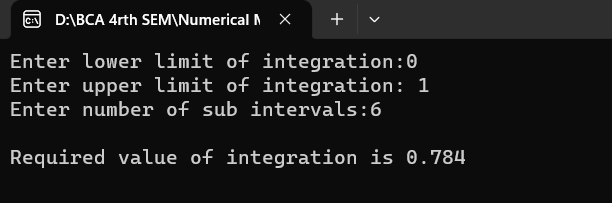 D:\BCA 4rth SEM\Numerical M
Enter lower limit of integration:0
Enter upper limit of integration: 1
Enter number of sub intervals:6
Required value of integration is 0.784